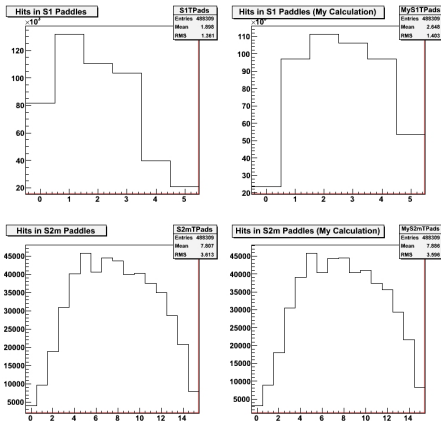 Hits in S1 Paddles
S1TPads
Entries 488309
Mean 1.898
RMS 1.381
×10³
120
100
80
60
40
20
0 1 2 3 4 5
Hits in S1 Paddles (My Calculation)
MyS1TPads
Entries 488309
Mean 2.648
RMS 1.403
×10³
110
100
90
80
70
60
50
40
30
20
0 1 2 3 4 5
Hits in S2m Paddles
S2mTPads
Entries 488309
Mean 7.807
RMS 3.613
45000
40000
35000
30000
25000
20000
15000
10000
5000
0 2 4 6 8 10 12 14
Hits in S2m Paddles (My Calculation)
MyS2mTPads
Entries 488309
Mean 7.886
RMS 3.596
45000
40000
35000
30000
25000
20000
15000
10000
5000
0 2 4 6 8 10 12 14